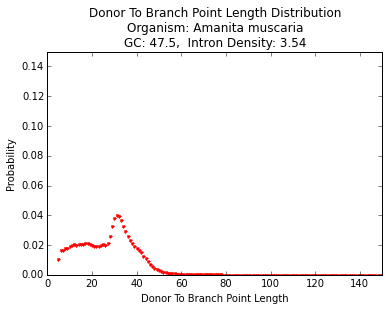 Donor To Branch Point Length Distribution
Organism: Amanita muscaria
GC: 47.5,  Intron Density: 3.54
0.14
0.12
0.10
0.08
0.06
0.04
0.02
0.00
Probability
0 20 40 60 80 100 120 140
Donor To Branch Point Length